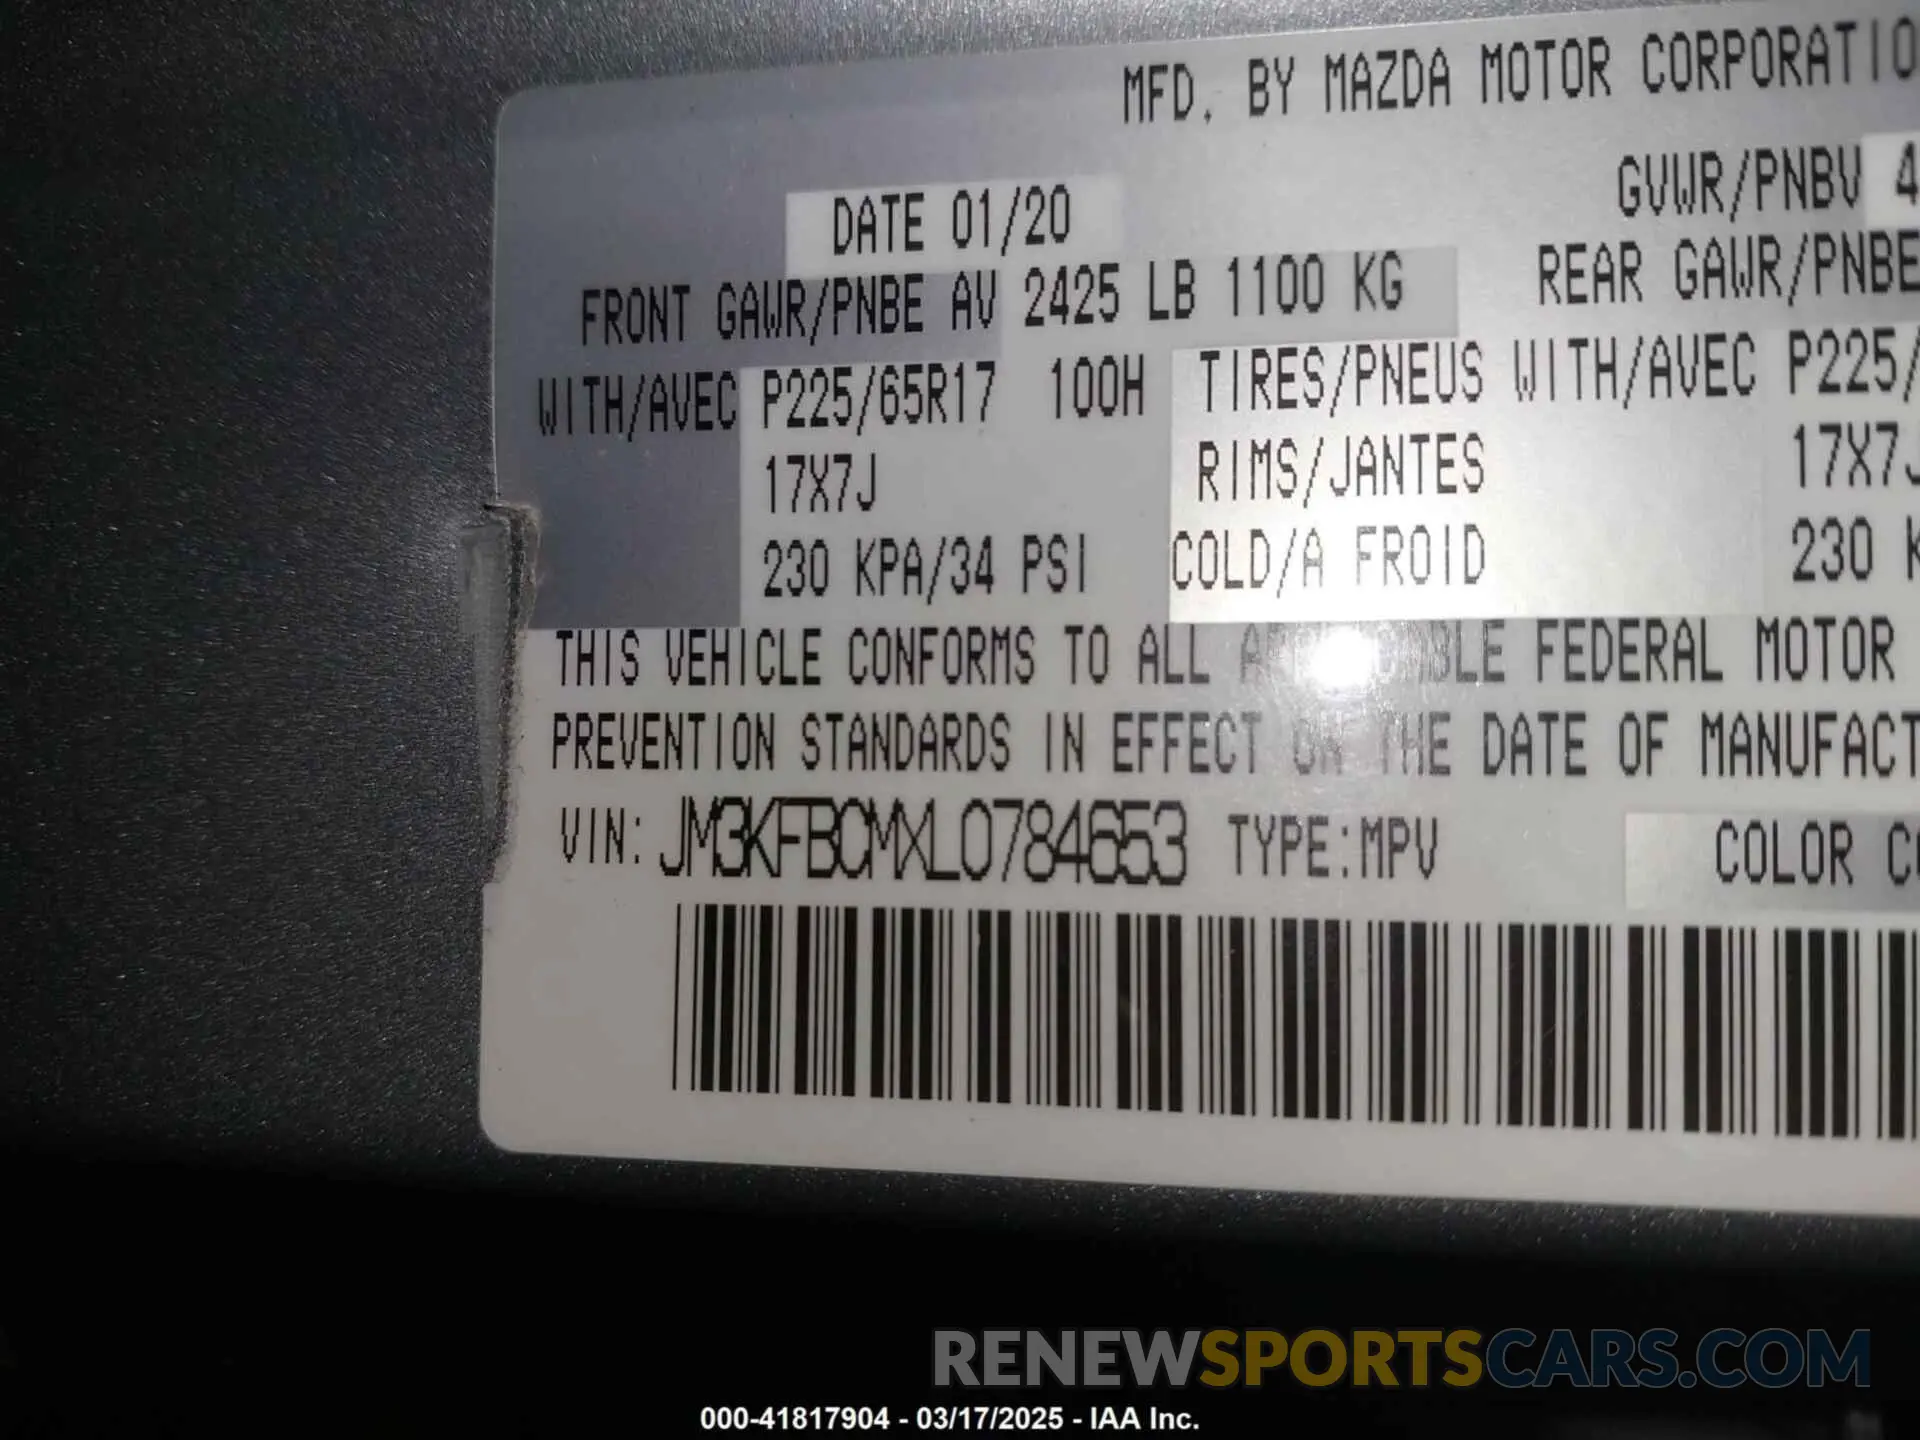 MFD. BY MAZDA MOTOR CORPORATIO
DATE 01/20 GVWR/PNBV 4
FRONT GAWR/PNBE AV 2425 LB 1100 KG REAR GAWR/PNBE
WITH/AVEC P225/65R17 100H TIRES/PNEUS WITH/AVEC P225/
17X7J RIMS/JANTES 17X7J
230 KPA/34 PSI COLD/A FROID 230 K
THIS VEHICLE CONFORMS TO ALL FEDERAL MOTOR
PREVENTION STANDARDS IN EFFECT ON THE DATE OF MANUFACT
VIN: JM3KFBCMXL0784653 TYPE:MPV COLOR C
RENEWSPORTSCARS.COM
000-41817904 - 03/17/2025 - IAA Inc.